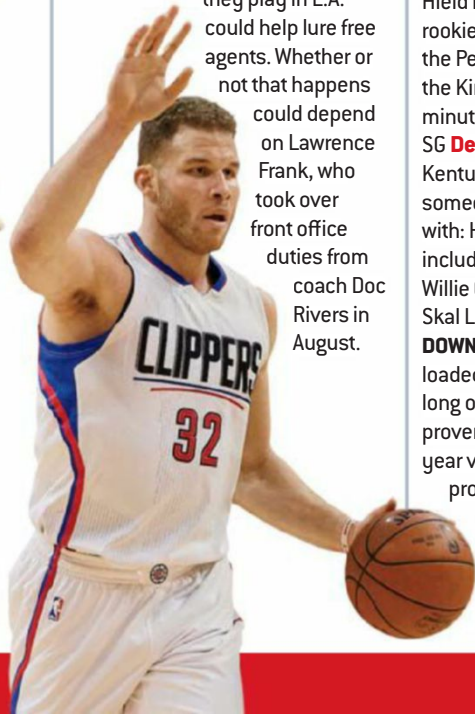 they play in L.A.
could help lure free
agents. Whether or
not that happens
could depend
on Lawrence
Frank, who
took over
front office
duties from
coach Doc
Rivers in
August.
CLIPPERS
32
rookie
the Pe
the Ki
minut
SG De
Kentu
some
with: H
includ
Willie
Skal L
DOWN
loaded
long o
prover
year v
pro